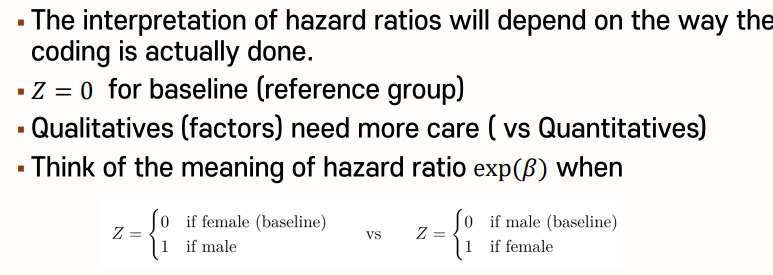 ▪ The interpretation of hazard ratios will depend on the way the
coding is actually done.
▪ Z = 0 for baseline (reference group)
▪ Qualitatives (factors) need more care ( vs Quantitatives)
▪ Think of the meaning of hazard ratio exp(β) when
Z = { 0 if female (baseline) 1 if male vs Z = { 0 if male (baseline) 1 if female